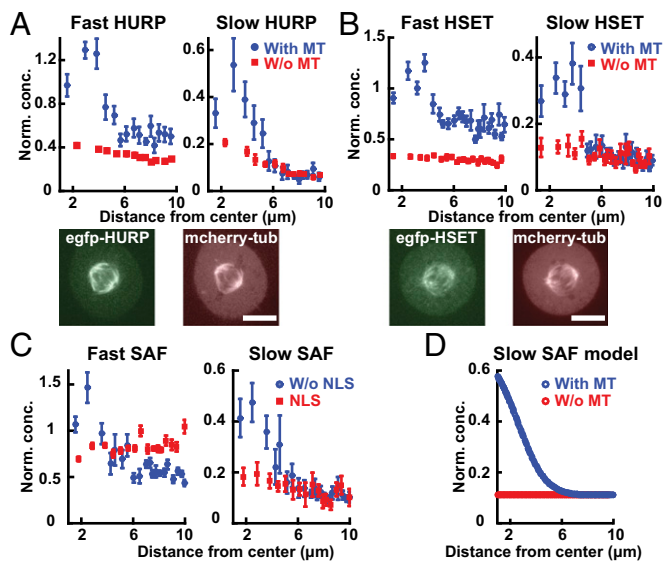 A
Fast HURP
Slow HURP
Norm. conc.
1.2
0.8
0.4
0
2
6
10
0.6
0.4
0.2
0
2
6
10
With MT
W/o MT
Distance from center (µm)
egfp-HURP
mcherry-tub
B
Fast HSET
Slow HSET
Norm. conc.
1.5
1
0.5
0
2
6
10
0.4
0.2
0
2
6
10
With MT
W/o MT
Distance from center (µm)
egfp-HSET
mcherry-tub
C
Fast SAF
Slow SAF
Norm. conc.
1.5
1
0.5
0
2
6
10
0.6
0.4
0.2
0
2
6
10
W/o NLS
NLS
Distance from center (µm)
D
Slow SAF model
Norm. conc.
0.6
0.4
0.2
0
2
6
10
With MT
W/o MT
Distance from center (µm)